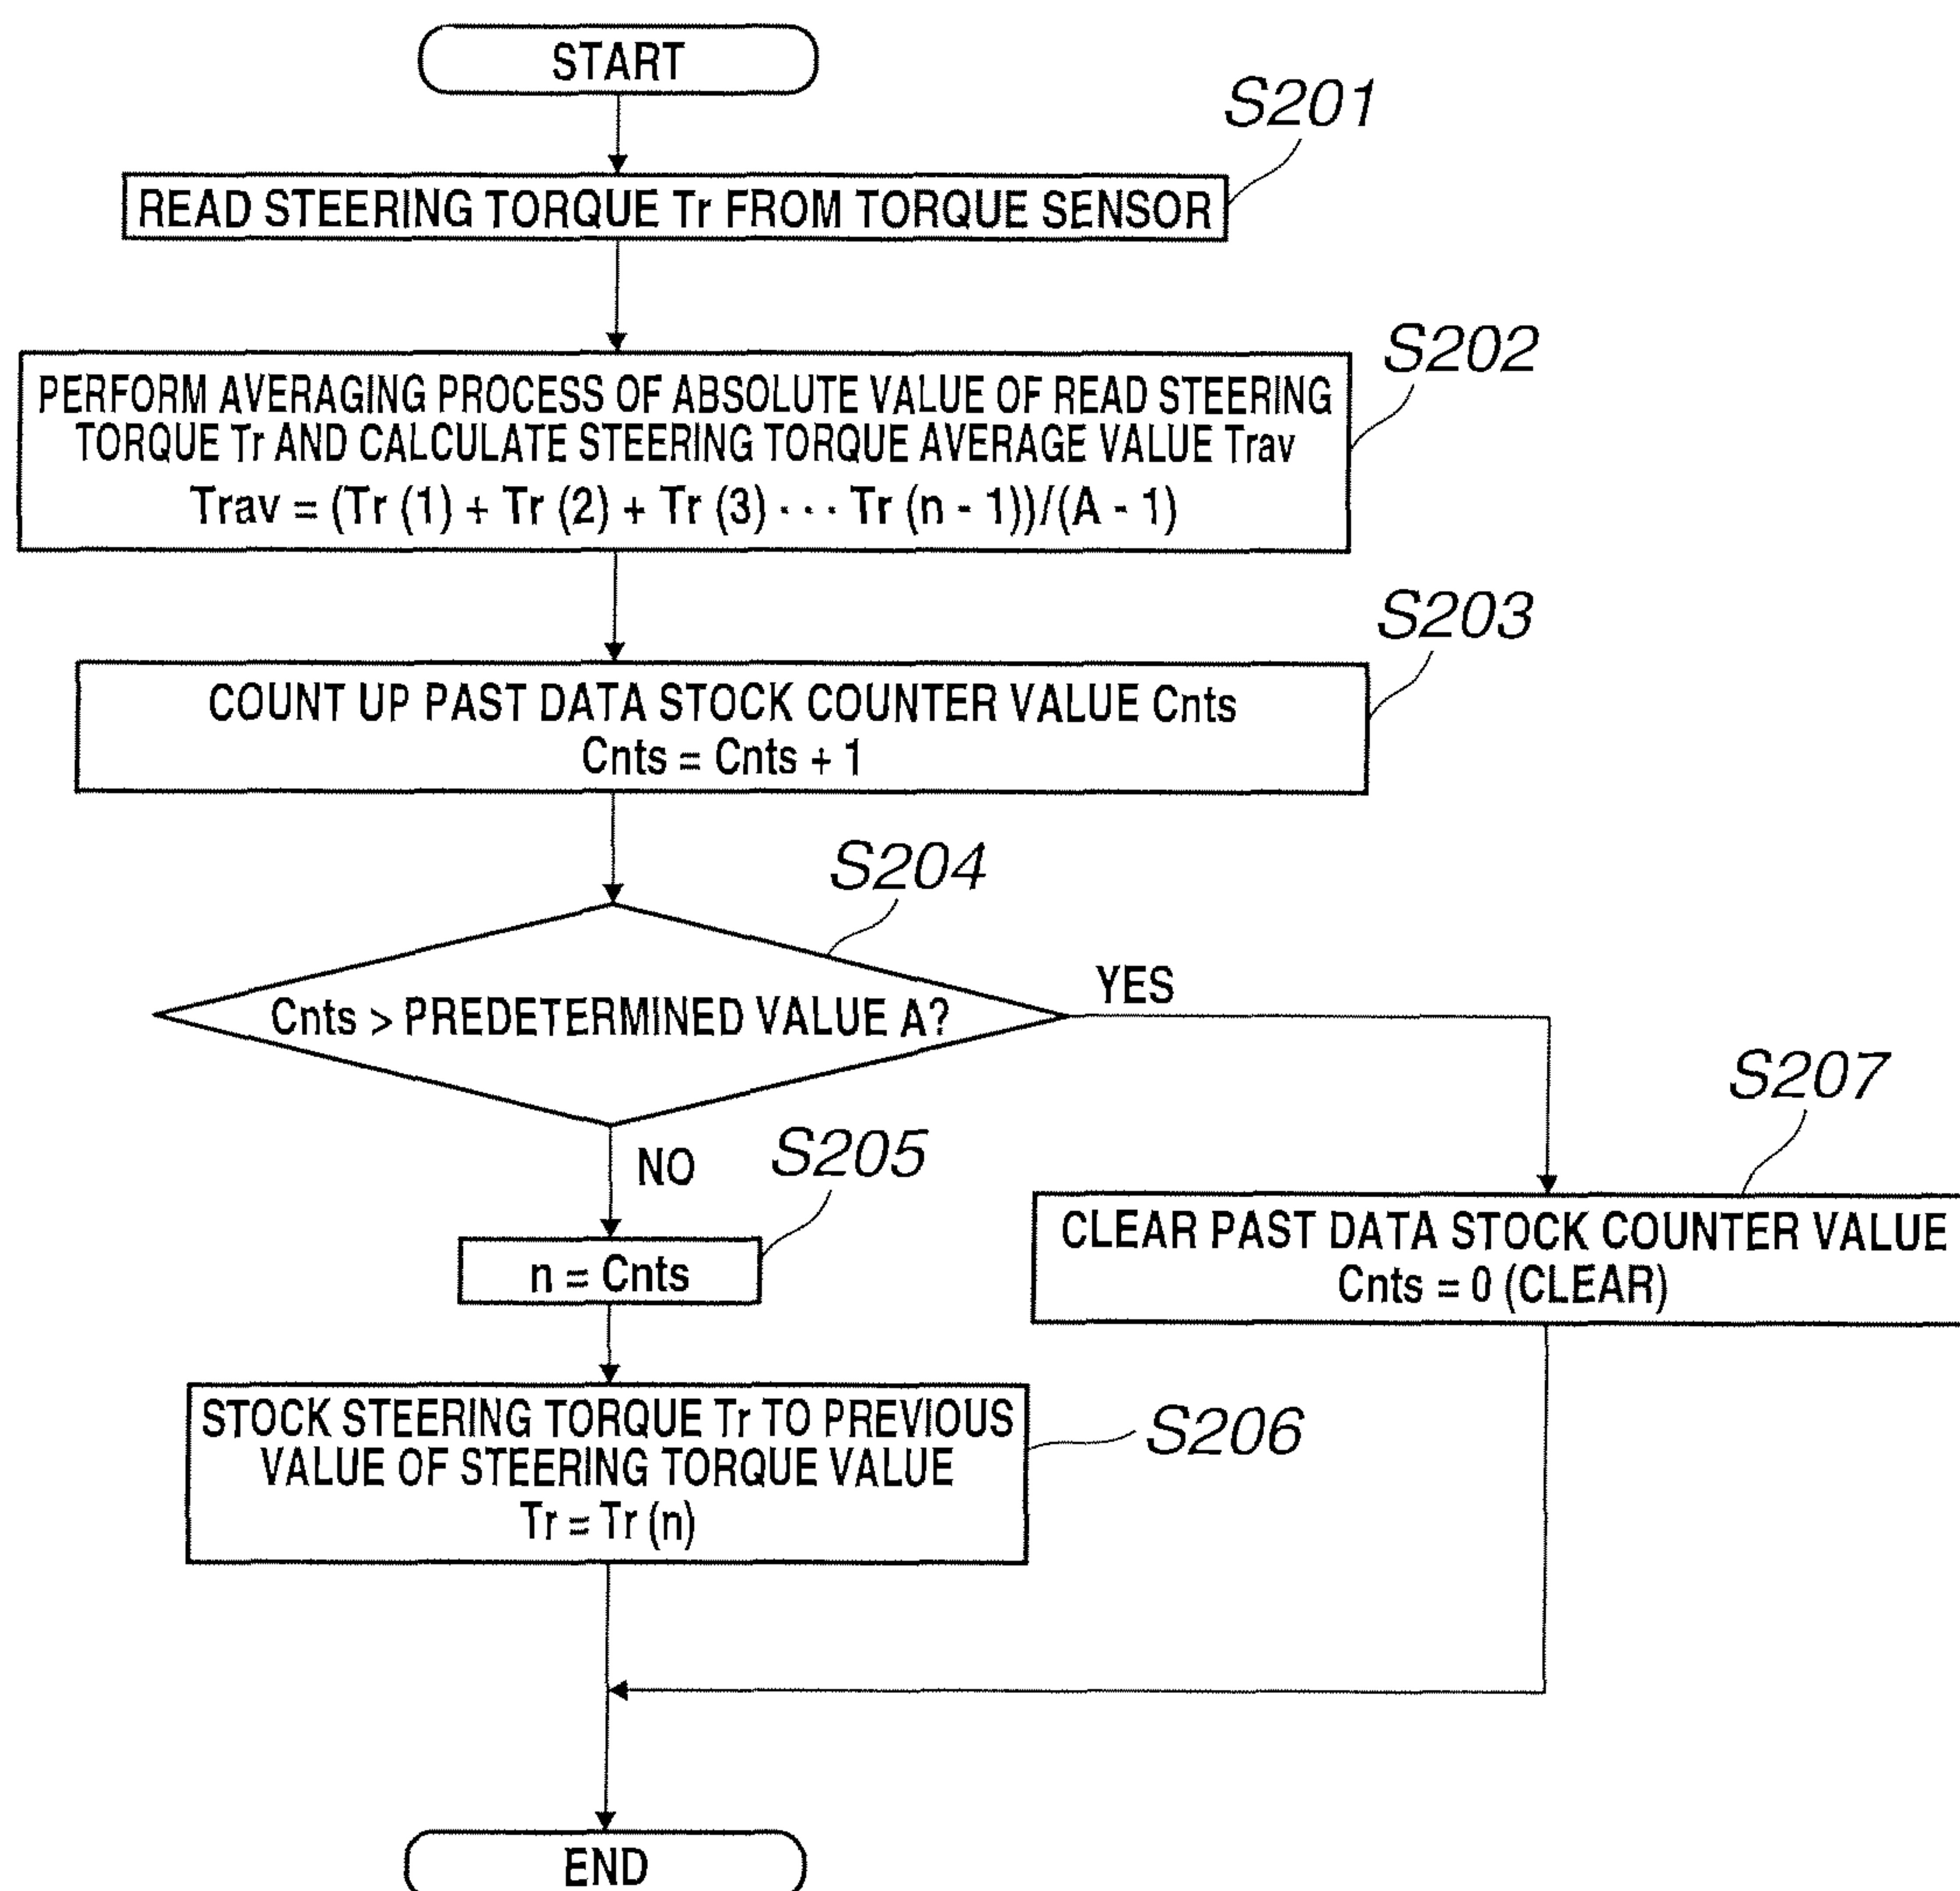 START
S201
READ STEERING TORQUE Tr FROM TORQUE SENSOR
S202
PERFORM AVERAGING PROCESS OF ABSOLUTE VALUE OF READ STEERING
TORQUE Tr AND CALCULATE STEERING TORQUE AVERAGE VALUE Trav
Trav = (Tr (1) + Tr (2) + Tr (3) · · · Tr (n - 1))/(A - 1)
S203
COUNT UP PAST DATA STOCK COUNTER VALUE Cnts
Cnts = Cnts + 1
S204
Cnts > PREDETERMINED VALUE A?
YES
NO
S205
n = Cnts
S207
CLEAR PAST DATA STOCK COUNTER VALUE
Cnts = 0 (CLEAR)
STOCK STEERING TORQUE Tr TO PREVIOUS
VALUE OF STEERING TORQUE VALUE
Tr = Tr (n)
S206
END